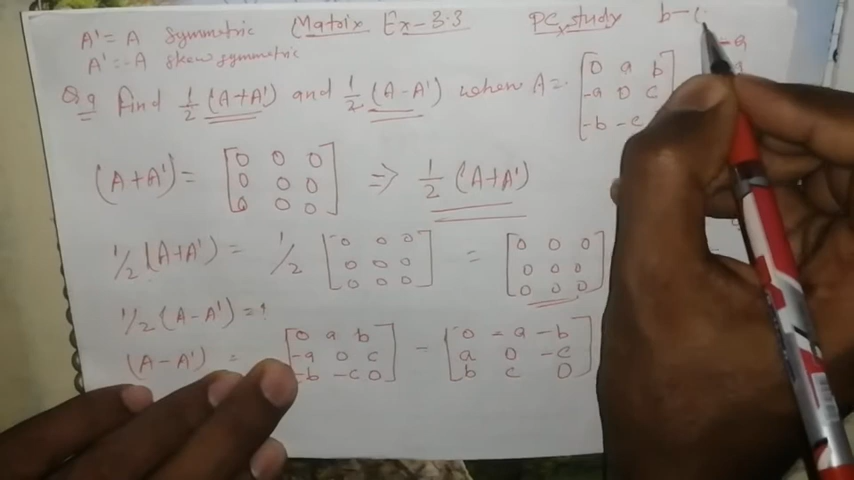 A' = A Symmetric Matrix Ex-3.3 PC study b-(
A' = -A skew symmetric
Q9 Find 1/2 (A+A') and 1/2 (A-A') when A = [0 a b
-a 0 c
-b -c
(A+A') = [0 0 0
0 0 0
0 0 0] => 1/2 (A+A')
1/2 (A+A') = 1/2 [0 0 0
0 0 0
0 0 0] = [0 0 0
0 0 0
0 0 0]
1/2 (A-A') = ?
(A-A') = [0 a b
-a 0 c
-b -c 0] - [0 -a -b
a 0 -c
b c 0]